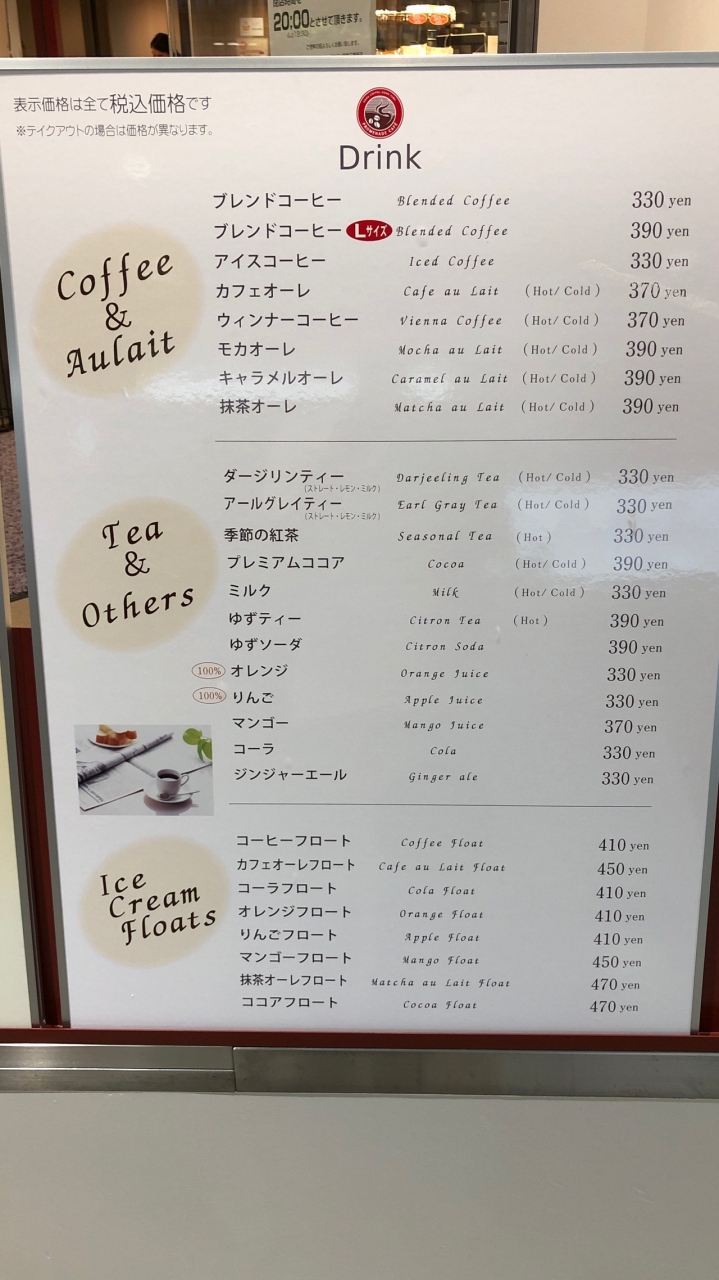 20:00とさせて頂きます。
表示価格は全て税込価格です
※テイクアウトの場合は価格が異なります。
PROMENADE CAFE
Drink
Coffee
&
Aulait
ブレンドコーヒー Blended Coffee 330 yen
ブレンドコーヒー Lサイズ Blended Coffee 390 yen
アイスコーヒー Iced Coffee 330 yen
カフェオーレ Cafe au Lait (Hot/ Cold) 370 yen
ウィンナーコーヒー Vienna Coffee (Hot/ Cold) 370 yen
モカオーレ Mocha au Lait (Hot/ Cold) 390 yen
キャラメルオーレ Caramel au Lait (Hot/ Cold) 390 yen
抹茶オーレ Matcha au Lait (Hot/ Cold) 390 yen
Tea
&
Others
ダージリンティー Darjeeling Tea (Hot/ Cold) 330 yen
(ストレート・レモン・ミルク)
アールグレイティー Earl Gray Tea (Hot/ Cold) 330 yen
(ストレート・レモン・ミルク)
季節の紅茶 Seasonal Tea (Hot) 330 yen
プレミアムココア Cocoa (Hot/ Cold) 390 yen
ミルク Milk (Hot/ Cold) 330 yen
ゆずティー Citron Tea (Hot) 390 yen
ゆずソーダ Citron Soda 390 yen
100% オレンジ Orange Juice 330 yen
100% りんご Apple Juice 330 yen
マンゴー Mango Juice 370 yen
コーラ Cola 330 yen
ジンジャーエール Ginger ale 330 yen
Ice
Cream
Floats
コーヒーフロート Coffee Float 410 yen
カフェオーレフロート Cafe au Lait Float 450 yen
コーラフロート Cola Float 410 yen
オレンジフロート Orange Float 410 yen
りんごフロート Apple Float 410 yen
マンゴーフロート Mango Float 450 yen
抹茶オーレフロート Matcha au Lait Float 470 yen
ココアフロート Cocoa Float 470 yen